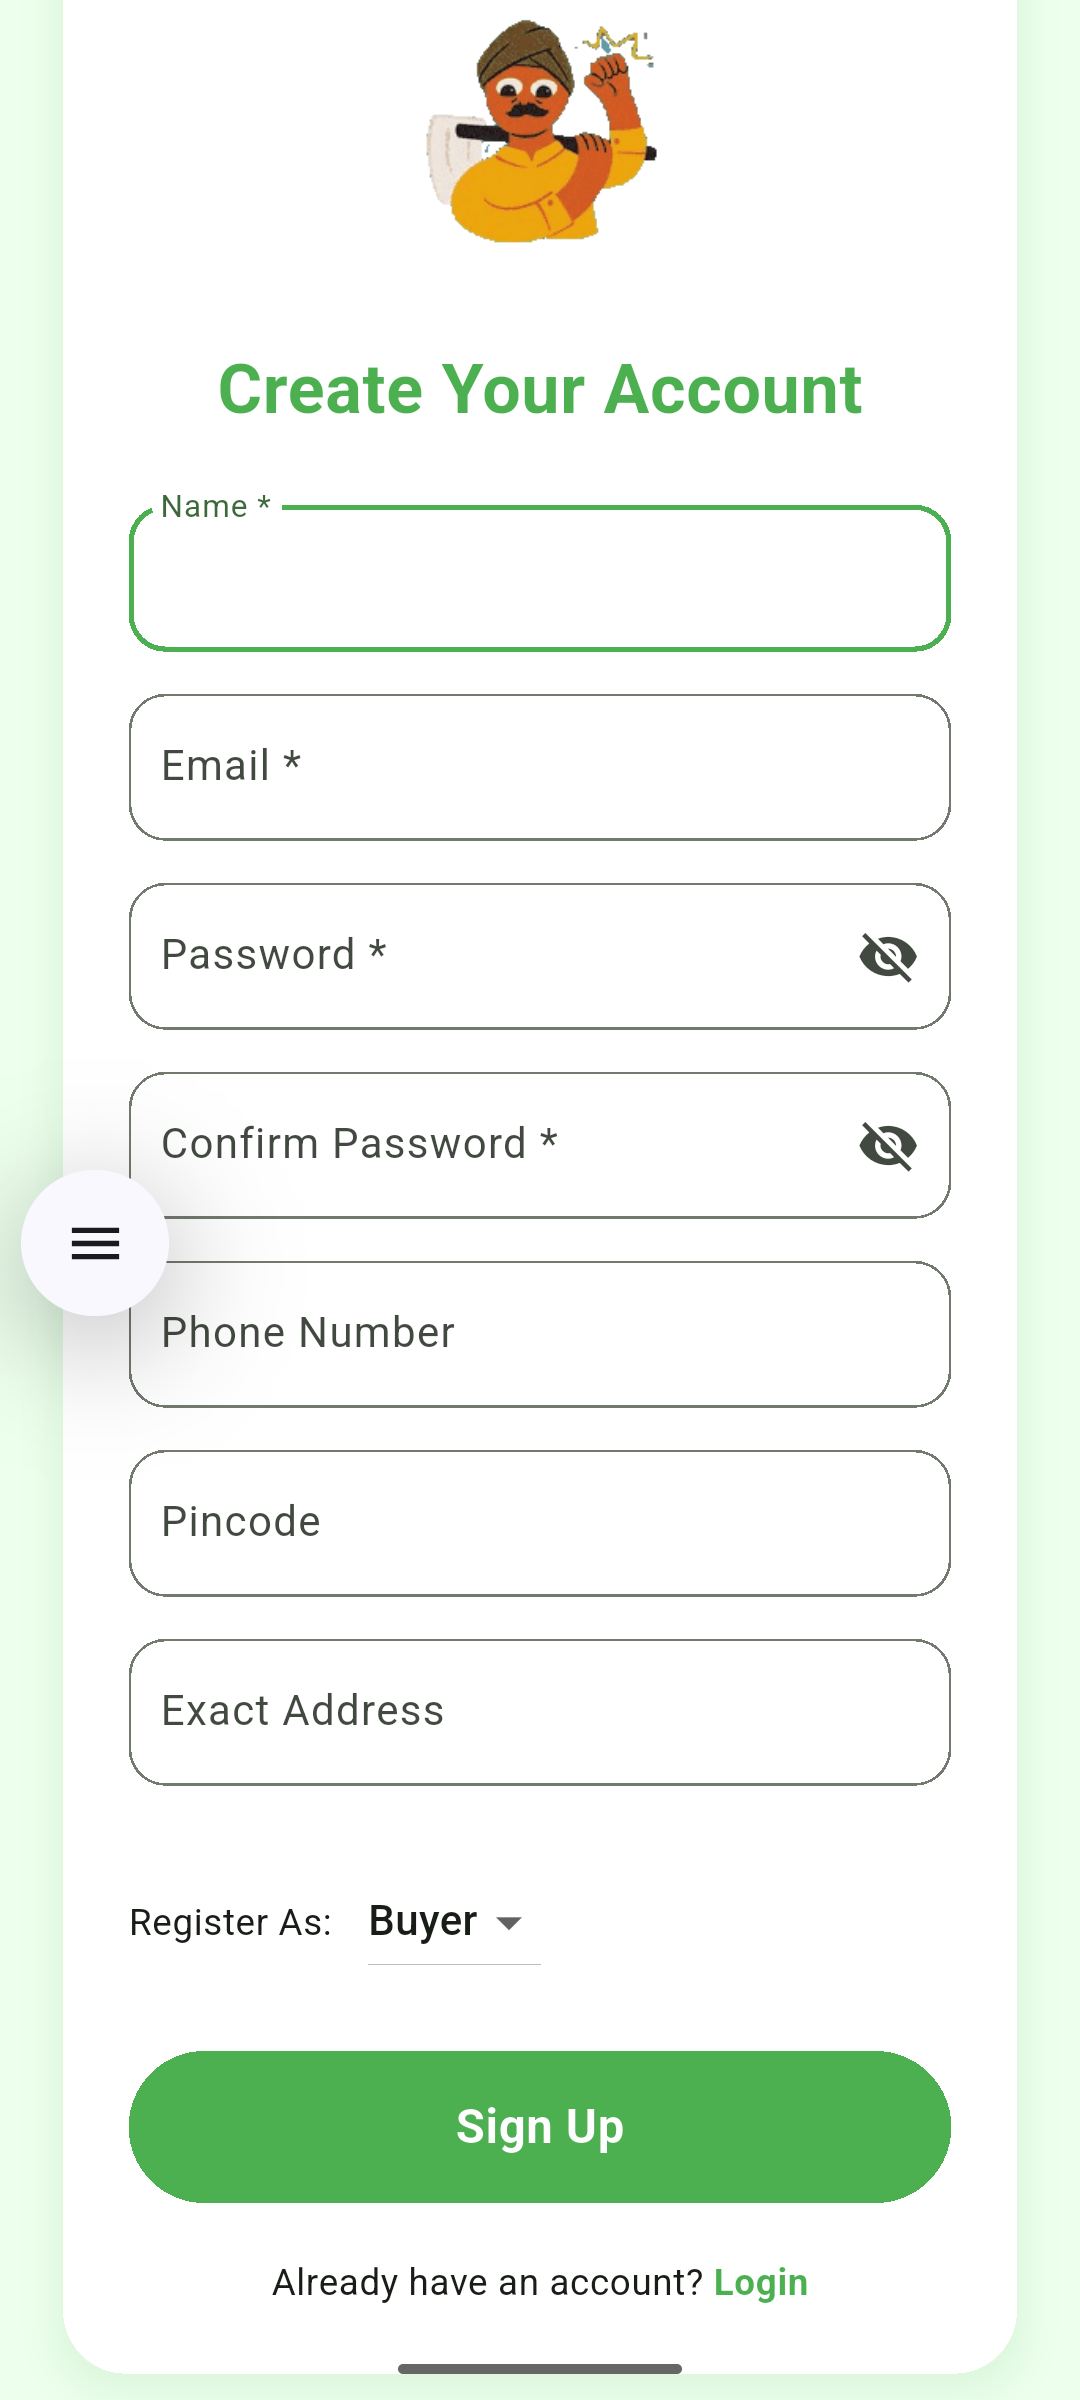 Create Your Account
Name *
Email *
Password *
Confirm Password *
Phone Number
Pincode
Exact Address
Register As: Buyer
Sign Up
Already have an account? Login